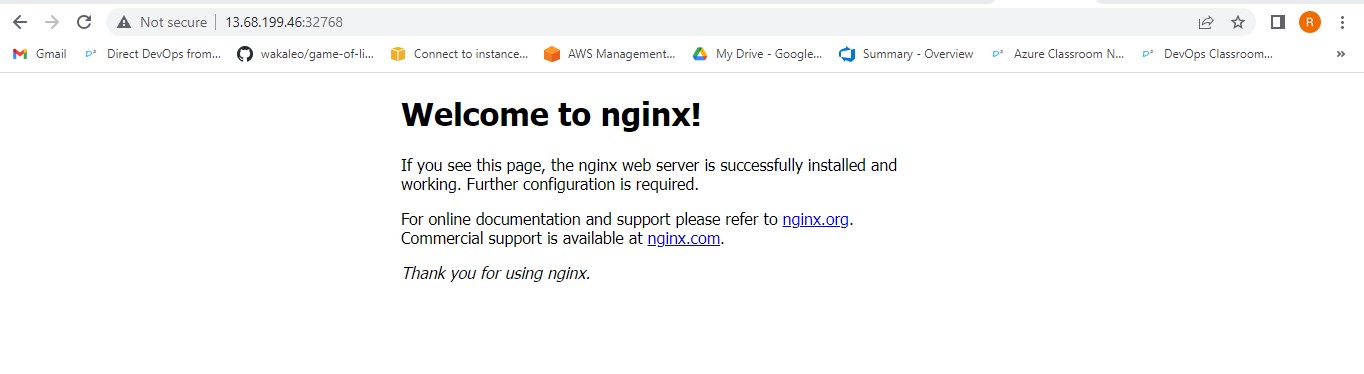 Not secure | 13.68.199.46:32768
R
Gmail Direct DevOps from... wakaleo/game-of-li... Connect to instance... AWS Management... My Drive - Google... Summary - Overview Azure Classroom N... DevOps Classroom... »
Welcome to nginx!
If you see this page, the nginx web server is successfully installed and
working. Further configuration is required.
For online documentation and support please refer to nginx.org.
Commercial support is available at nginx.com.
Thank you for using nginx.